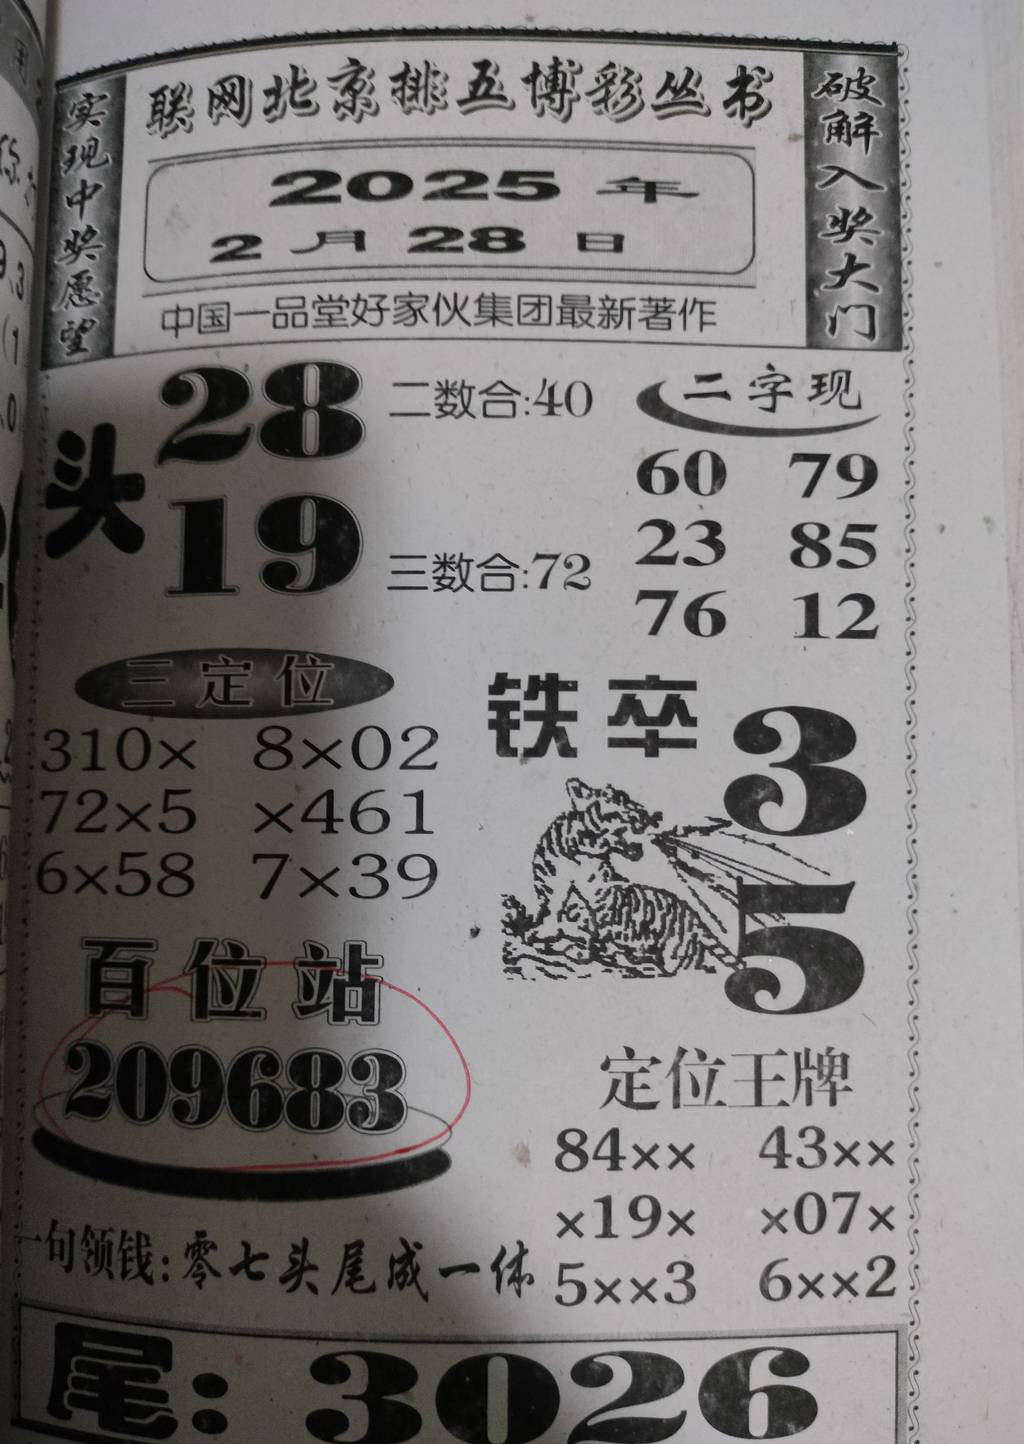 联网北京排五博彩丛书
实现中奖愿望
破解入奖大门
2025年
2月28日
中国一品堂好家伙集团最新著作
头
28
19
二数合:40
三数合:72
二字现
60 79
23 85
76 12
三定位
310× 8×02
72×5 ×461
6×58 7×39
铁卒
3
5
百位站
209683
定位王牌
84×× 43××
×19× ×07×
5××3 6××2
一句领钱:零七头尾成一体
尾:3026